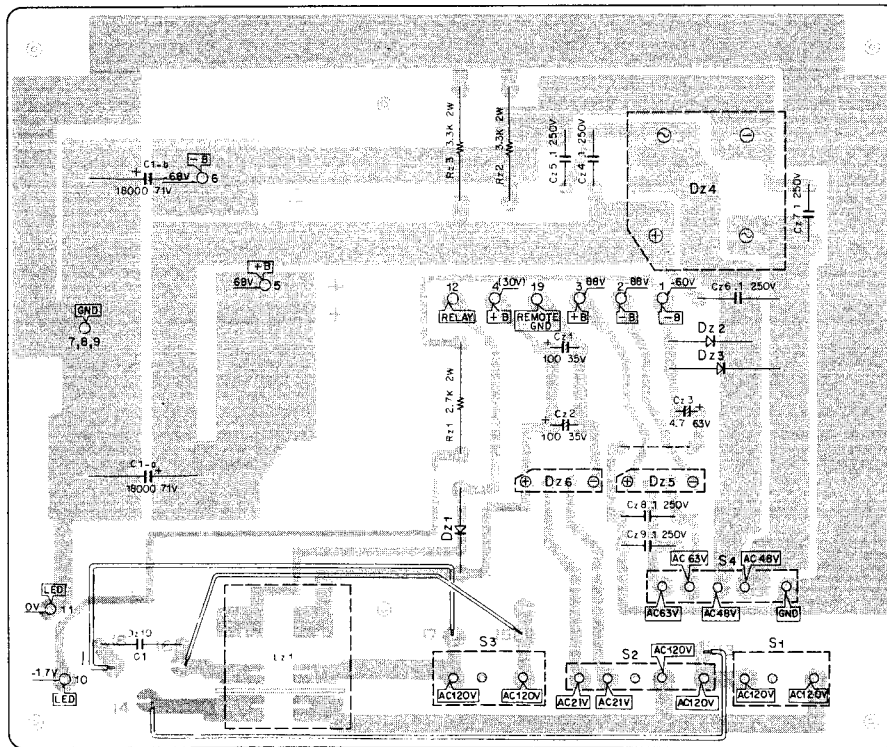 C1-b
+
18000 71V
-B
-68V
6
Rz3 3.3K 2W
Rz2 3.3K 2W
Cz5 .1 250V
Cz4 .1 250V
Dz4
Cz7 .1 250V
+B
68V
5
GND
7,8,9
12
RELAY
4
(30V)
+B
19
REMOTE
GND
3
88V
+B
2
88V
-B
1
-60V
-B
Cz6 .1 250V
Dz2
Dz3
+
100 35V
Cz3
+
4.7 63V
Rz1 2.7K 2W
Cz2
+
100 35V
C1-a
+
18000 71V
Dz6
Dz5
Dz1
Cz8 .1 250V
Cz9 .1 250V
S4
AC63V
AC48V
AC63V
AC48V
GND
LED
0V
11
C1
-1.7V
10
LED
14
S3
AC120V
AC120V
S2
AC120V
AC21V
AC21V
AC120V
S1
AC120V
AC120V